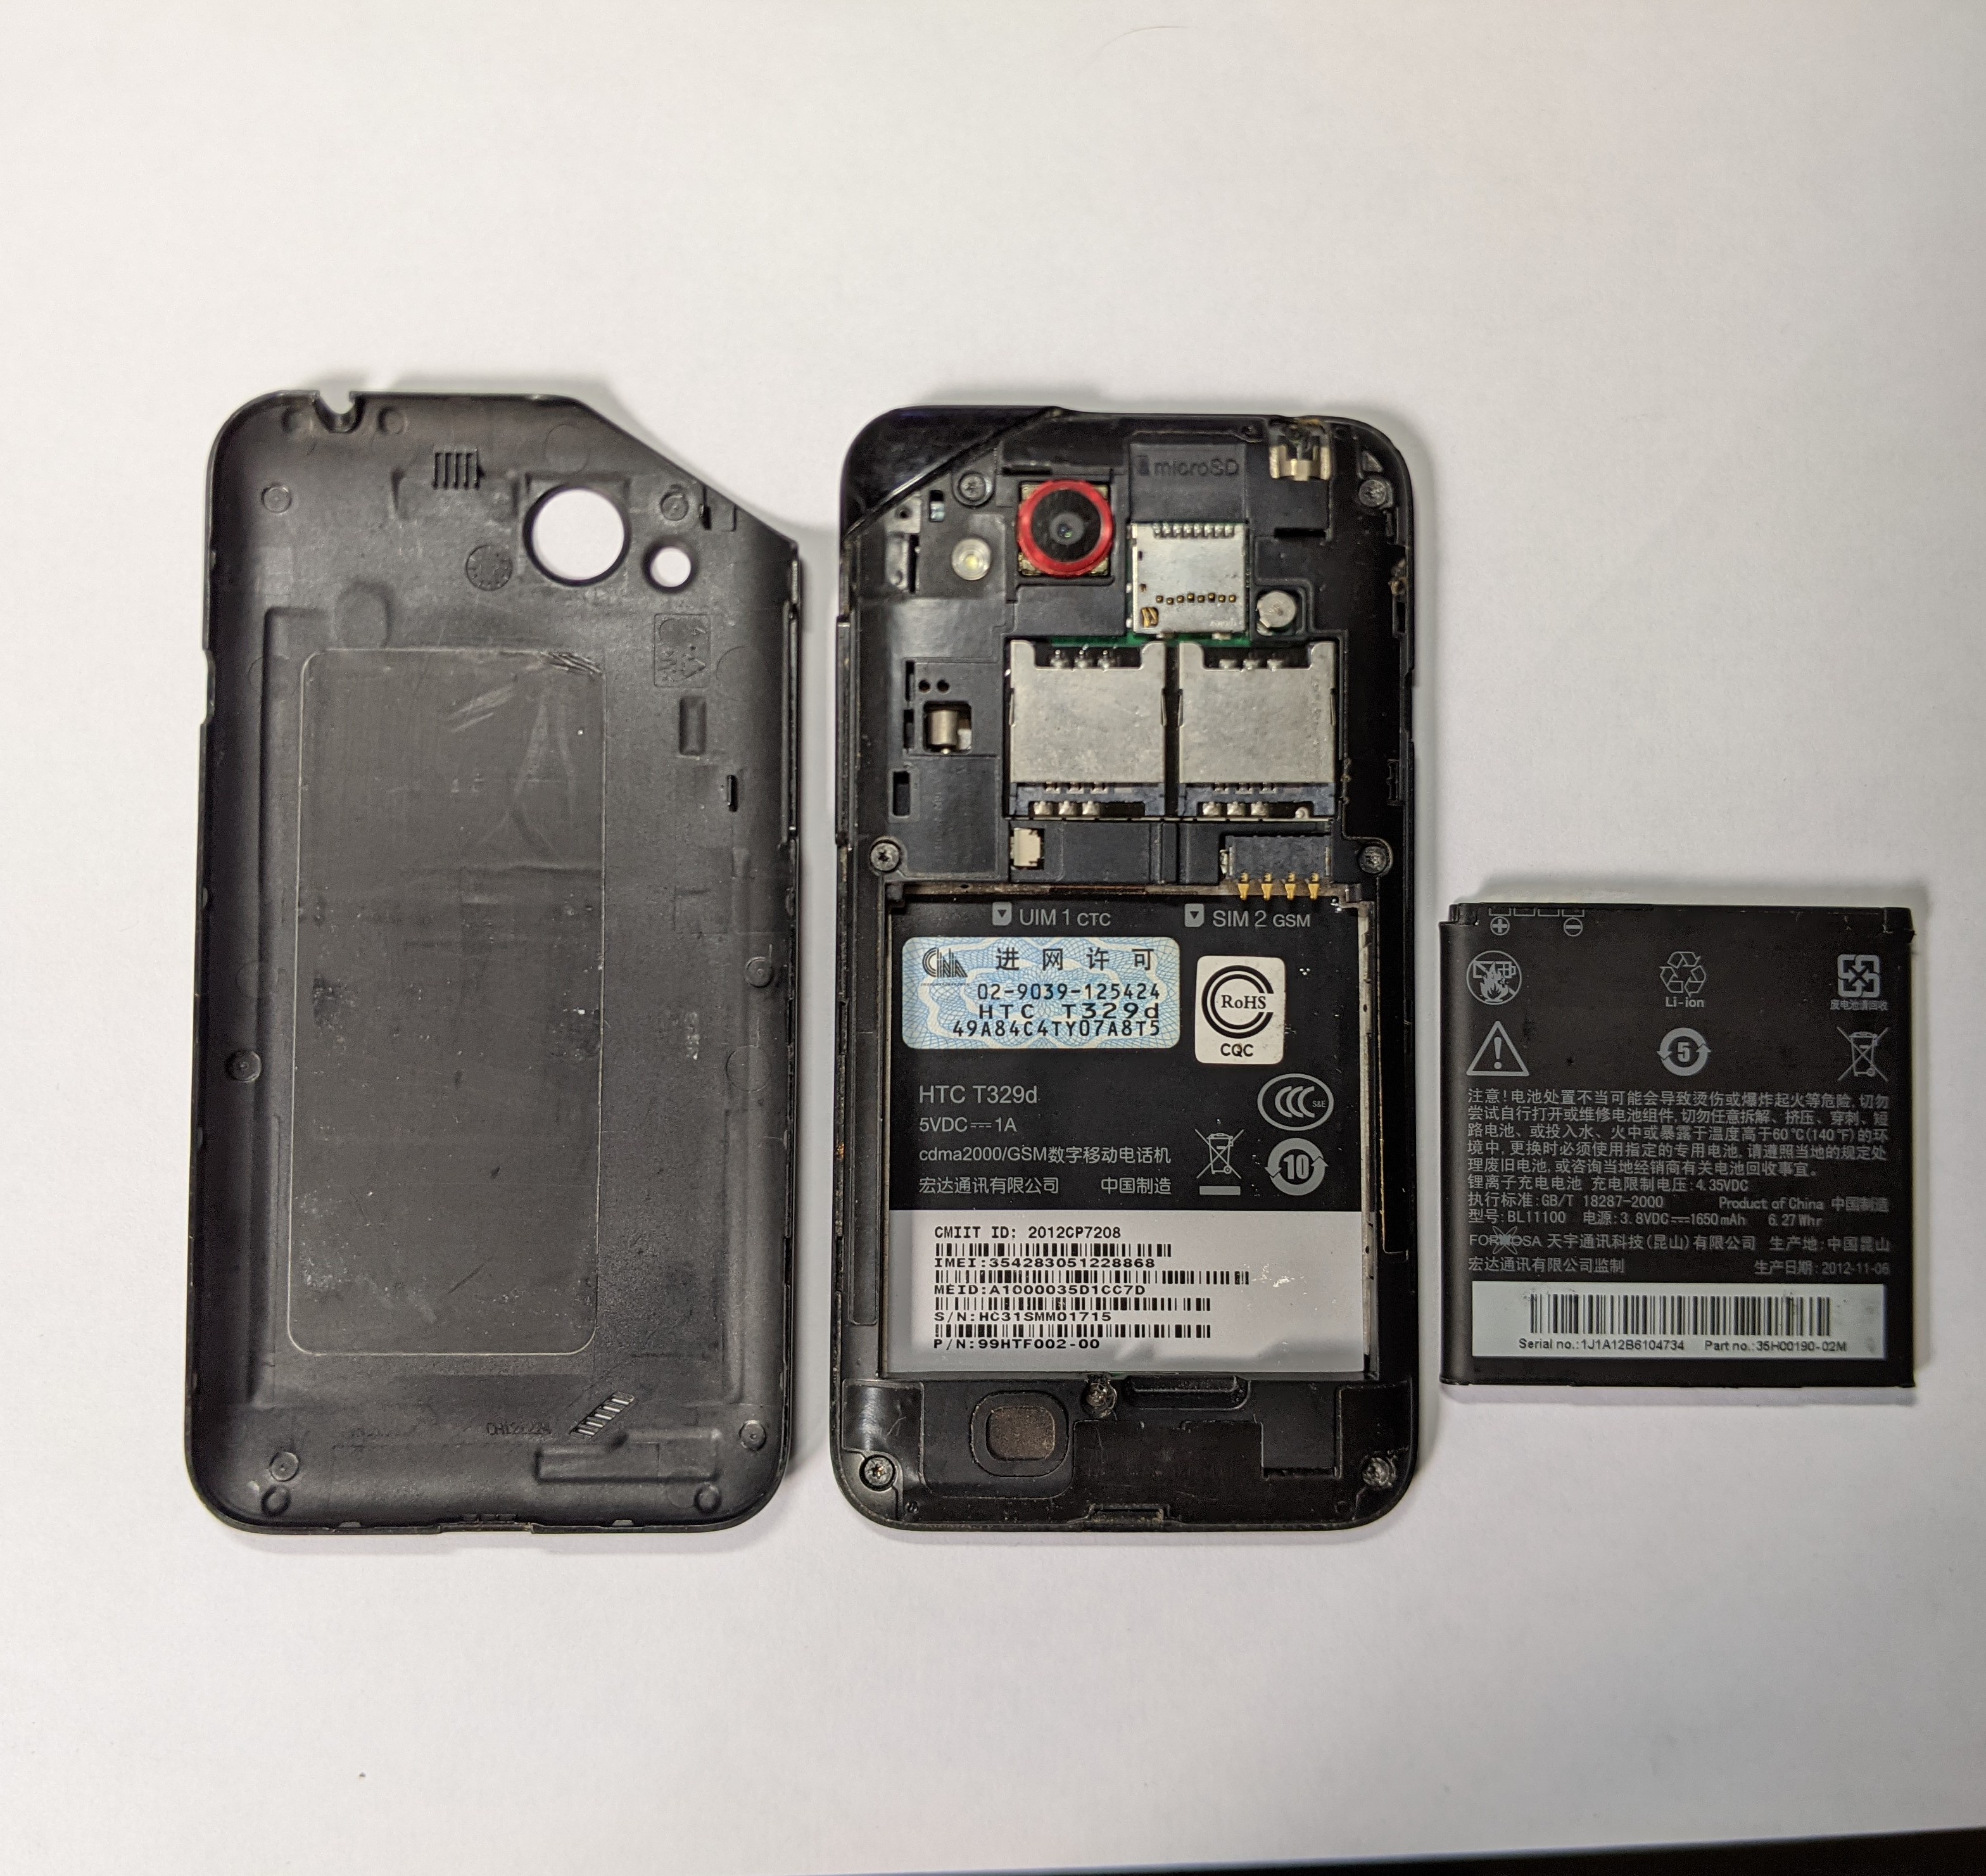 microSD
UIM 1 CTC
SIM 2 GSM
CNA 进网许可
02-9039-125424
HTC T329d
49A84C4TY07A8T5
RoHS
CQC
HTC T329d
5VDC⎓1A
CCC S&E
cdma2000/GSM数字移动电话机
宏达通讯有限公司 中国制造
10
CMIIT ID: 2012CP7208
IMEI:354283051228868
MEID:A1000035D1CC7D
S/N:HC31SMM01715
P/N:99HTF002-00
Li-ion
废电池请回收
5
注意!电池处置不当可能会导致烫伤或爆炸起火等危险,切勿
尝试自行打开或维修电池组件,切勿任意拆解、挤压、穿刺、短
路电池、或投入水、火中或暴露于温度高于60℃(140℉)的环
境中,更换时必须使用指定的专用电池,请遵照当地的规定处
理废旧电池,或咨询当地经销商有关电池回收事宜。
锂离子充电电池 充电限制电压:4.35VDC
执行标准:GB/T 18287-2000 Product of China 中国制造
型号:BL11100 电源:3.8VDC⎓1650mAh 6.27 Whr
FORMOSA 天宇通讯科技(昆山)有限公司 生产地:中国昆山
宏达通讯有限公司监制 生产日期:2012-11-06
Serial no.:1J1A12B6104734 Part no.:35H00190-02M